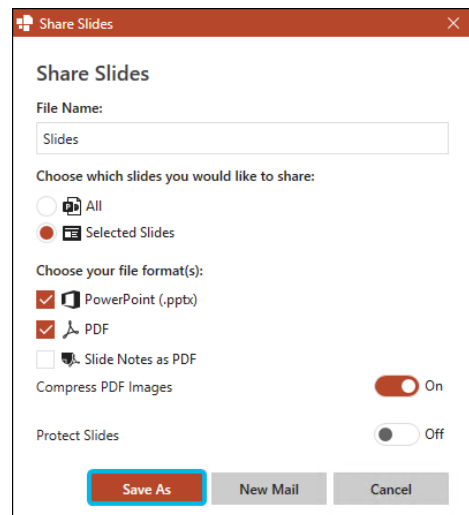 Share Slides
Share Slides
File Name:
Slides
Choose which slides you would like to share:
All
Selected Slides
Choose your file format(s):
PowerPoint (.pptx)
PDF
Slide Notes as PDF
Compress PDF Images On
Protect Slides Off
Save As New Mail Cancel